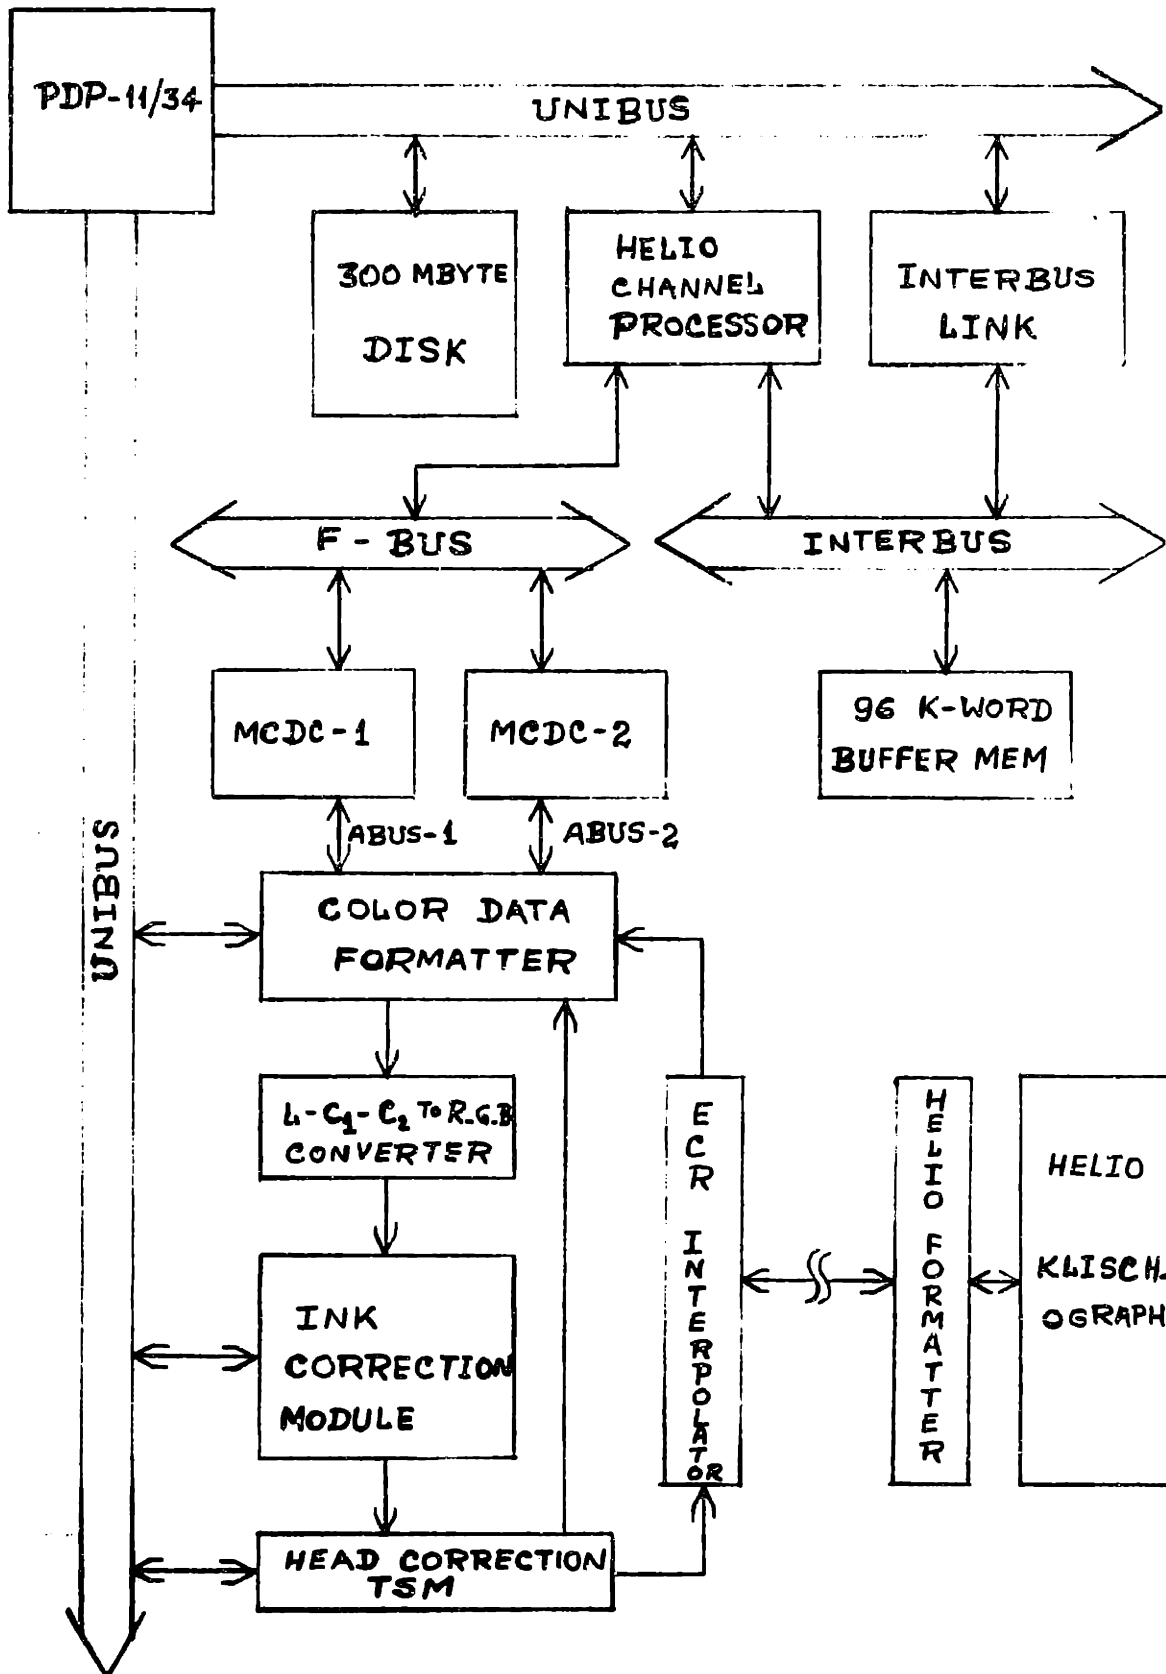 PDP-11/34
UNIBUS
300 MBYTE
DISK
HELIO
CHANNEL
PROCESSOR
INTERBUS
LINK
F-BUS
INTERBUS
MCDC-1
MCDC-2
96 K-WORD
BUFFER MEM
ABUS-1
ABUS-2
UNIBUS
COLOR DATA
FORMATTER
L-C1-C2 TO R.G.B
CONVERTER
ECR INTERPOLATOR
HELIO FORMATTER
HELIO
KLISCH-
OGRAPH
INK
CORRECTION
MODULE
HEAD CORRECTION
TSM